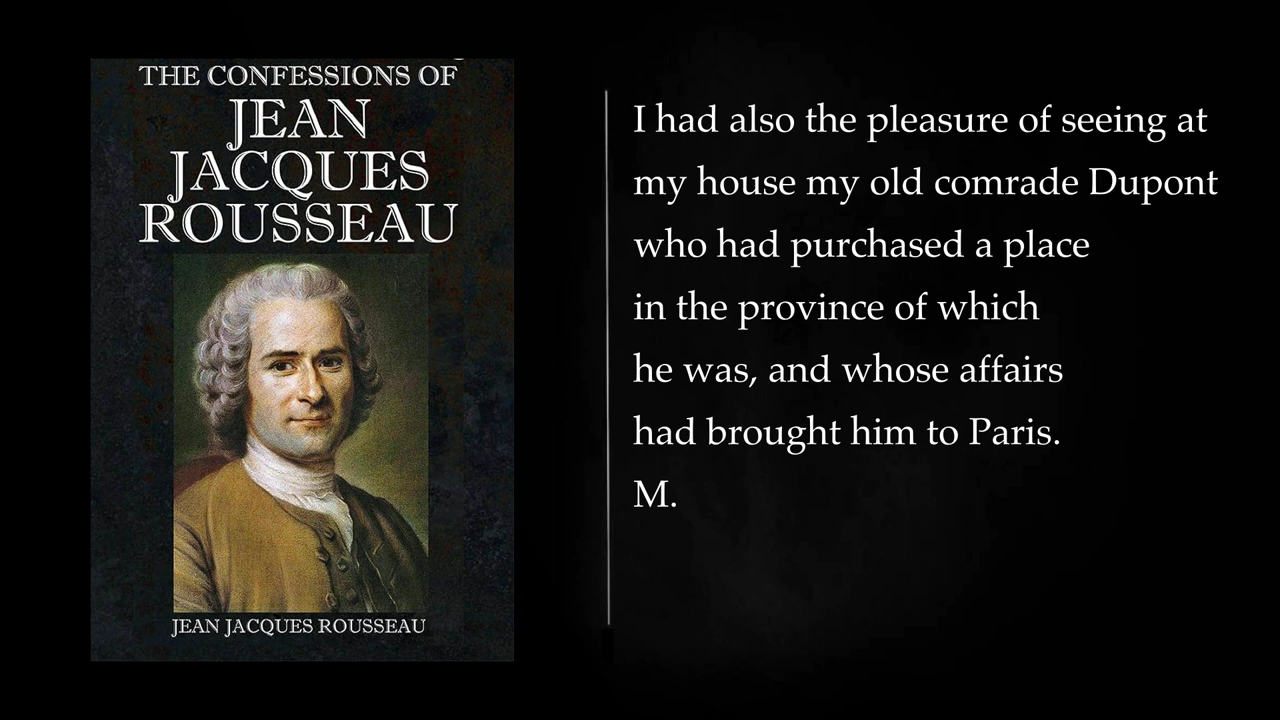 THE CONFESSIONS OF
JEAN
JACQUES
ROUSSEAU
JEAN JACQUES ROUSSEAU
I had also the pleasure of seeing at
my house my old comrade Dupont
who had purchased a place
in the province of which
he was, and whose affairs
had brought him to Paris.
M.